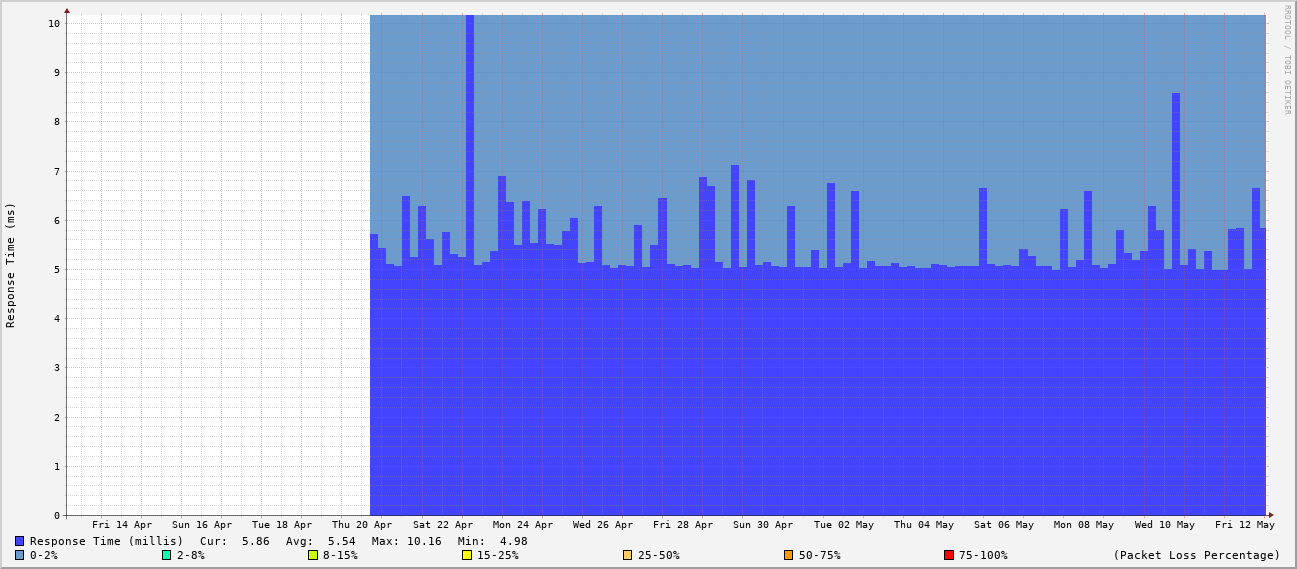 RRDTOOL / TOBI OETIKER
Response Time (ms)
10
9
8
7
6
5
4
3
2
1
0
Fri 14 Apr Sun 16 Apr Tue 18 Apr Thu 20 Apr Sat 22 Apr Mon 24 Apr Wed 26 Apr Fri 28 Apr Sun 30 Apr Tue 02 May Thu 04 May Sat 06 May Mon 08 May Wed 10 May Fri 12 May
Response Time (millis) Cur: 5.86 Avg: 5.54 Max: 10.16 Min: 4.98
0-2% 2-8% 8-15% 15-25% 25-50% 50-75% 75-100% (Packet Loss Percentage)